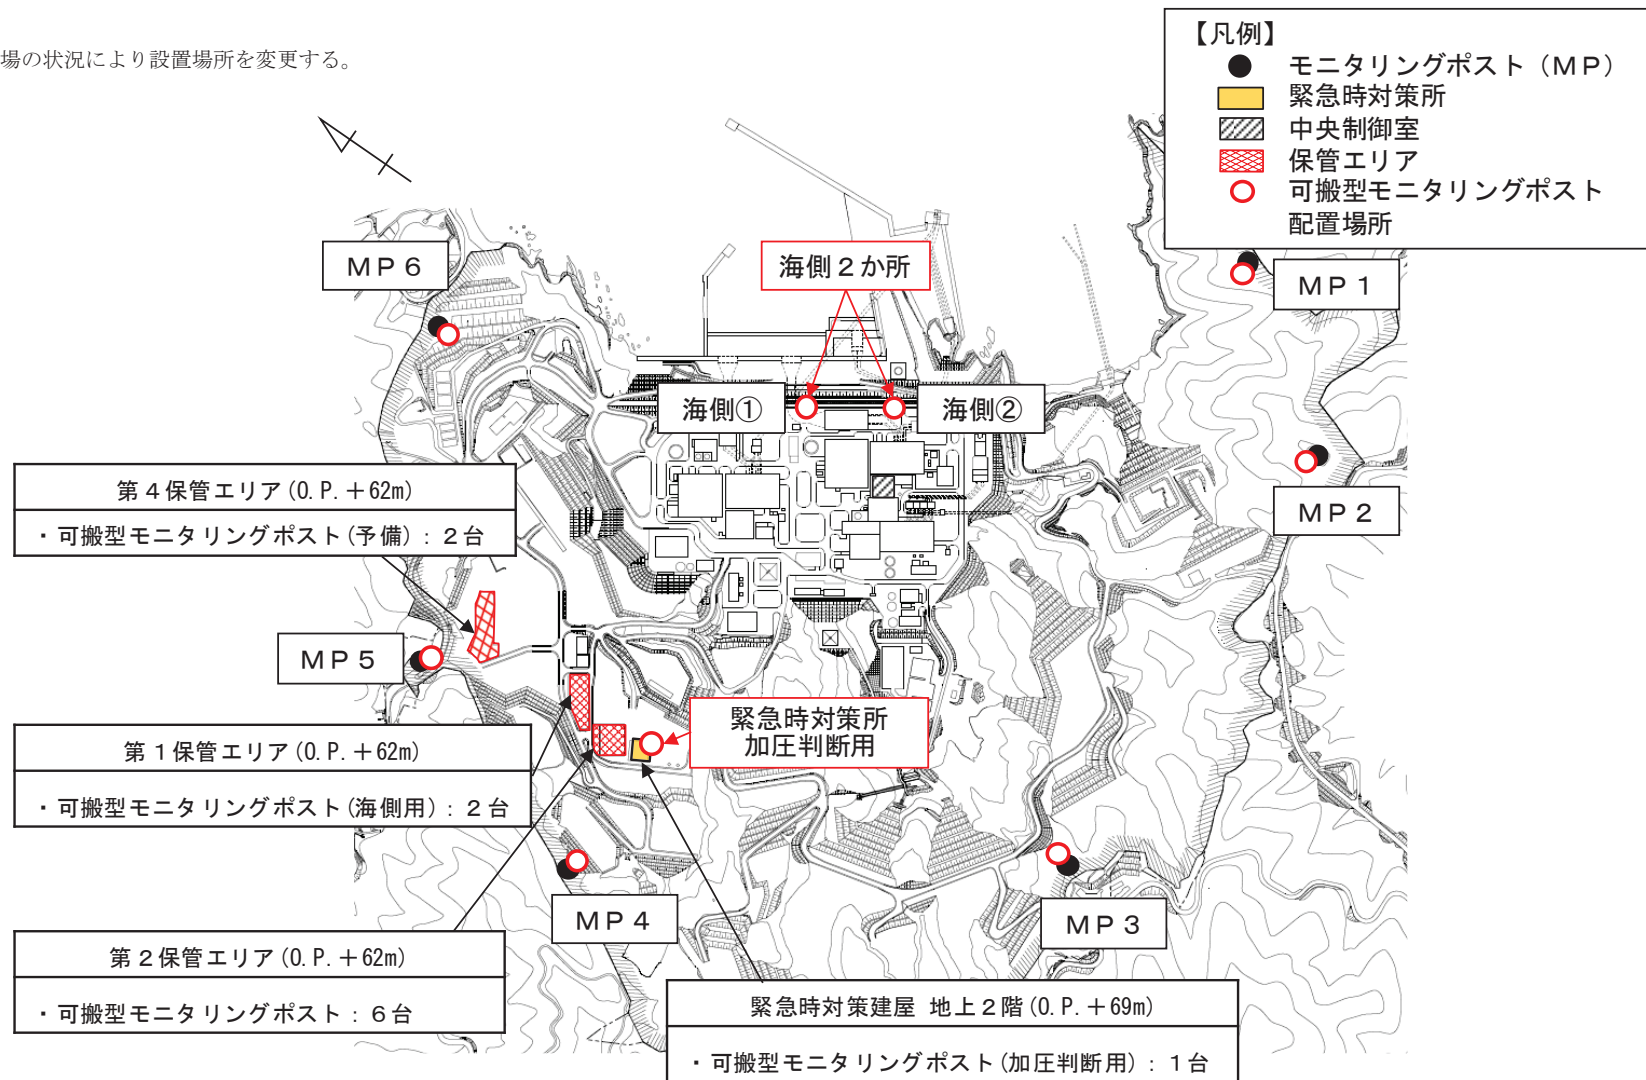 場の状況により設置場所を変更する。
【凡例】
モニタリングポスト（ＭＰ）
緊急時対策所
中央制御室
保管エリア
可搬型モニタリングポスト
配置場所
ＭＰ６
海側２か所
ＭＰ１
海側①
海側②
第４保管エリア(O.P.＋62m)
・可搬型モニタリングポスト(予備)：２台
ＭＰ２
ＭＰ５
緊急時対策所
加圧判断用
第１保管エリア(O.P.＋62m)
・可搬型モニタリングポスト(海側用)：２台
ＭＰ４
ＭＰ３
第２保管エリア(O.P.＋62m)
・可搬型モニタリングポスト：６台
緊急時対策建屋 地上２階(O.P.＋69m)
・可搬型モニタリングポスト(加圧判断用)：１台